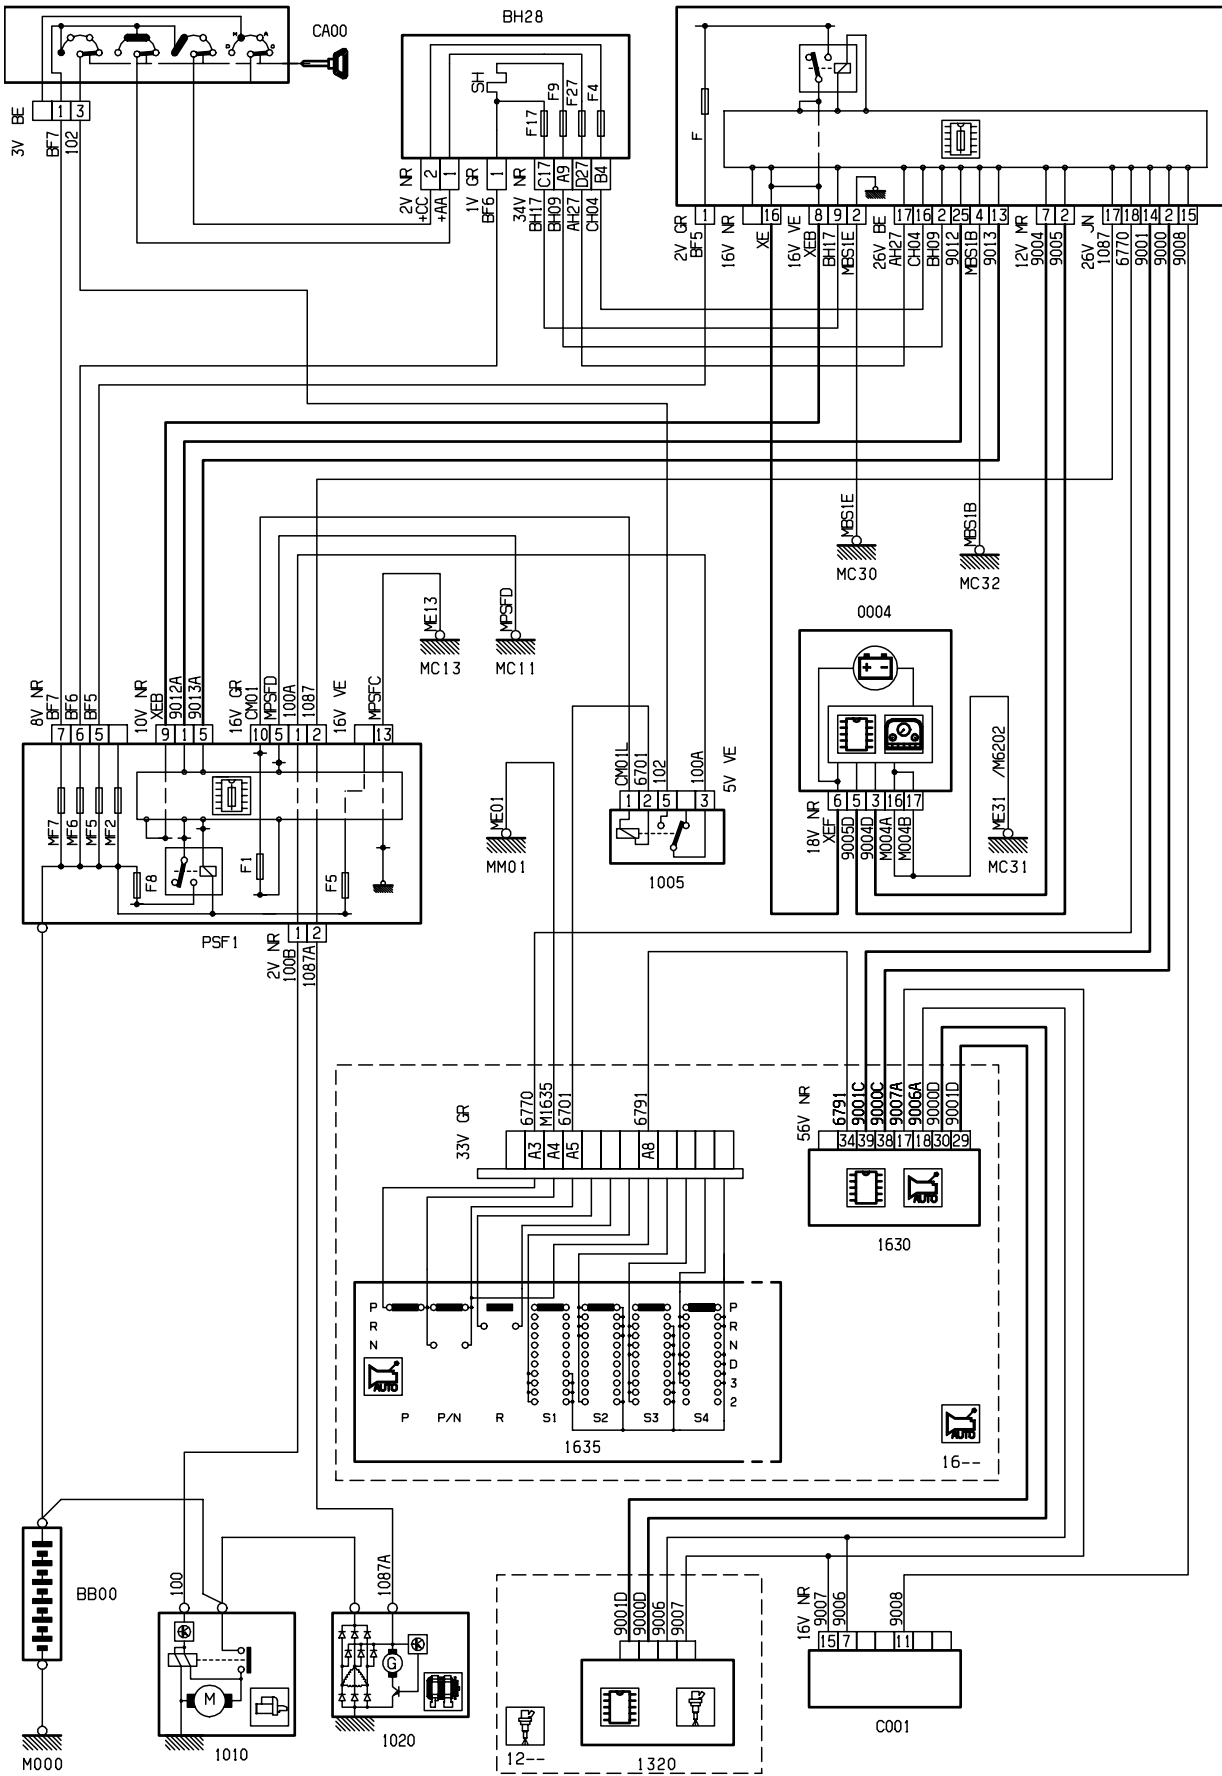 CA00
N
A
D
C
1
3
3V BE
BF7
102
BH28
SH
F17
F9
F27
F4
2
1
1
C17
A9
D27
B4
2V NR
+CC
+AA
1V GR
BF6
34V NR
BH17
BH09
AH27
CH04
F
1
16
8
9
2
17
16
2
25
4
13
7
2
17
18
14
2
15
2V GR
BF5
16V NR
XE
16V VE
XEB
BH17
MBS1E
26V BE
AH27
CH04
BH09
9012
MBS1B
9013
12V MR
9004
9005
26V JN
1087
6770
9001
9000
9008
MBS1E
MC30
MBS1B
MC32
ME13
MC13
MPSFD
MC11
8V NR
BF7
BF6
BF5
10V NR
XEB
9012A
9013A
16V GR
CM01
MPSFD
100A
1087
16V VE
MPSFC
7
6
5
9
1
5
10
5
1
2
13
MF7
MF6
MF5
MF2
F8
F1
F5
PSF1
1
2
2V NR
100B
1087A
ME01
MM01
CM01L
6701
102
100A
5V VE
1
2
5
3
1005
0004
+ -
6
5
3
16
17
18V NR
XEF
9005D
9004D
M004A
M004B
ME31 /M6202
MC31
33V GR
6770
M1635
6701
6791
A3
A4
A5
A8
56V NR
6791
9001C
9000C
9007A
9006A
9000D
9001D
34
39
38
17
18
30
29
AUTO
1630
P
R
N
P
R
N
D
3
2
AUTO
P
P/N
R
S1
S2
S3
S4
1635
AUTO
16--
BB00
M000
100
M
1010
1087A
G
1020
12--
9001D
9000D
9006
9007
1320
16V NR
9007
9006
9008
15
7
11
C001